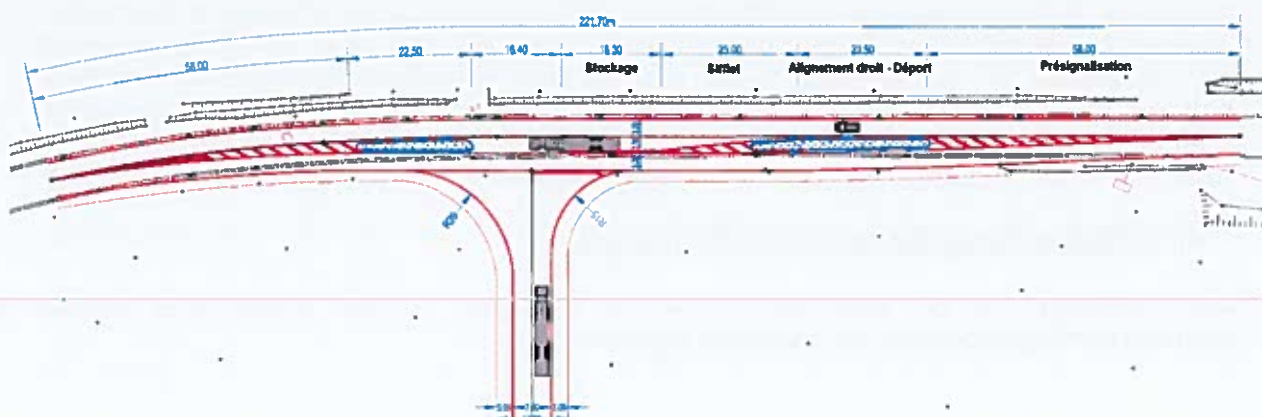 221.70m
58.00 22.50 16.40 18.30 25.00 23.50 58.00
Stockage Sifflet Alignement droit - Déport Présignalisation
R15